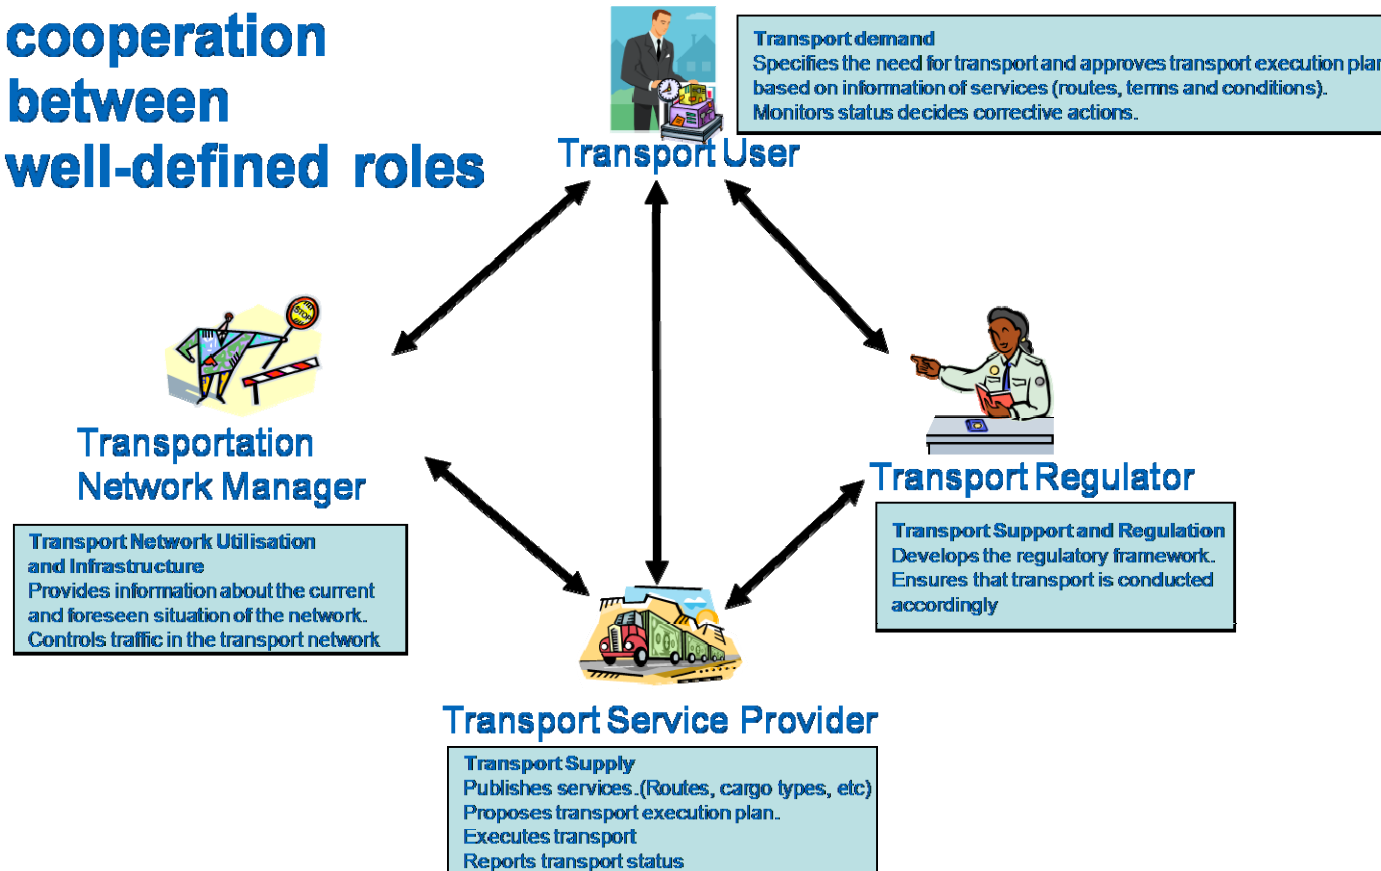 cooperation
between
well-defined roles
Transport demand
Specifies the need for transport and approves transport execution plan
based on information of services (routes, terms and conditions).
Monitors status decides corrective actions.
Transport User
STOP
Transportation
Network Manager
Transport Regulator
Transport Network Utilisation
and Infrastructure
Provides information about the current
and foreseen situation of the network.
Controls traffic in the transport network
Transport Support and Regulation
Develops the regulatory framework.
Ensures that transport is conducted
accordingly
Transport Service Provider
Transport Supply
Publishes services.(Routes, cargo types, etc)
Proposes transport execution plan.
Executes transport
Reports transport status